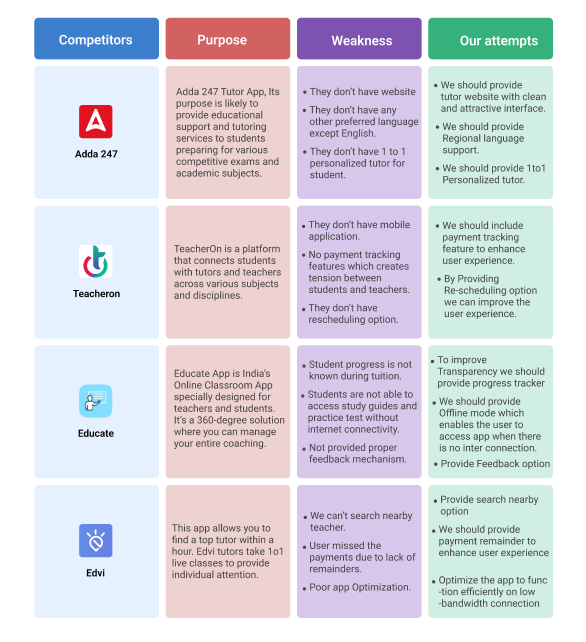 Competitors
Purpose
Weakness
Our attempts
Adda 247
Adda 247 Tutor App, Its
purpose is likely to
provide educational
support and tutoring
services to students
preparing for various
competitive exams and
academic subjects.
• They don't have website
• They don't have any
other preferred language
except English.
• They don't have 1 to 1
personalized tutor for
student.
• We should provide
tutor website with clean
and attractive interface.
• We should provide
Regional language
support.
• We should provide 1to1
Personalized tutor.
Teacheron
TeacherOn is a platform
that connects students
with tutors and teachers
across various subjects
and disciplines.
• They don't have mobile
application.
• No payment tracking
features which creates
tension between
students and teachers.
• They don't have
rescheduling option.
• We should include
payment tracking
feature to enhance
user experience.
• By Providing
Re-scheduling option
we can improve the
user experience.
Educate
Educate App is India's
Online Classroom App
specially designed for
teachers and students.
It's a 360-degree solution
where you can manage
your entire coaching.
• Student progress is not
known during tuition.
• Students are not able to
access study guides and
practice test without
internet connectivity.
• Not provided proper
feedback mechanism.
• To improve
Transparency we should
provide progress tracker
• We should provide
Offline mode which
enables the user to
access app when there
is no inter connection.
• Provide Feedback option
Edvi
This app allows you to
find a top tutor within a
hour. Edvi tutors take 1o1
live classes to provide
individual attention.
• We can't search nearby
teacher.
• User missed the
payments due to lack of
remainders.
• Poor app Optimization.
• Provide search nearby
option
• We should provide
payment remainder to
enhance user experience
• Optimize the app to func
-tion efficiently on low
-bandwidth connection